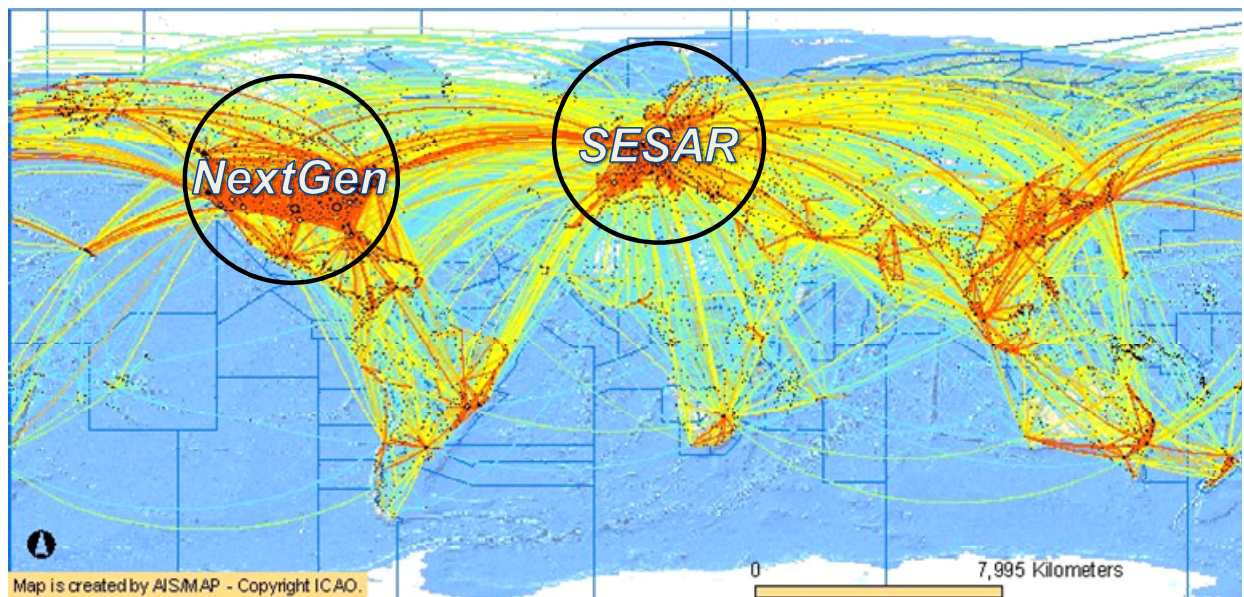 NextGen
SESAR
0 7,995 Kilometers
Map is created by AIS/MAP - Copyright ICAO.